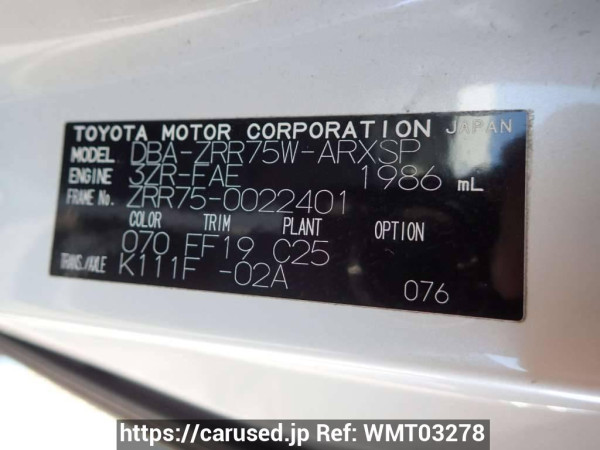 TOYOTA MOTOR CORPORATION JAPAN
MODEL DBA-ZRR75W-ARXSP
ENGINE 3ZR-FAE 1986 mL
FRAME No. ZRR75-0022401
COLOR TRIM PLANT OPTION
070 FF19 C25
TRANS./AXLE K111F -02A
076
https://carused.jp Ref: WMT03278